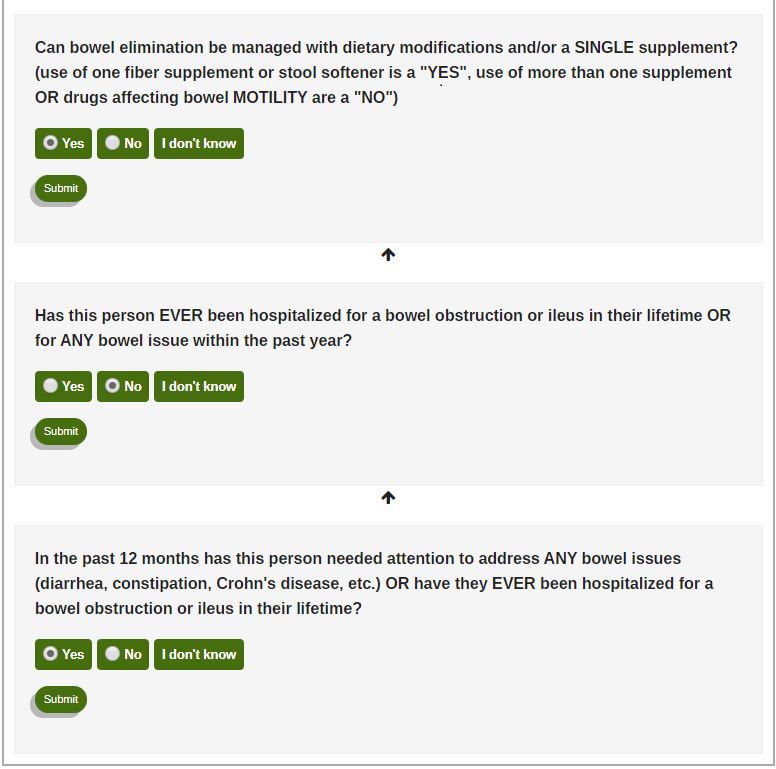 Can bowel elimination be managed with dietary modifications and/or a SINGLE supplement?
(use of one fiber supplement or stool softener is a "YES", use of more than one supplement
OR drugs affecting bowel MOTILITY are a "NO")
Yes No I don't know
Submit
Has this person EVER been hospitalized for a bowel obstruction or ileus in their lifetime OR
for ANY bowel issue within the past year?
Yes No I don't know
Submit
In the past 12 months has this person needed attention to address ANY bowel issues
(diarrhea, constipation, Crohn's disease, etc.) OR have they EVER been hospitalized for a
bowel obstruction or ileus in their lifetime?
Yes No I don't know
Submit